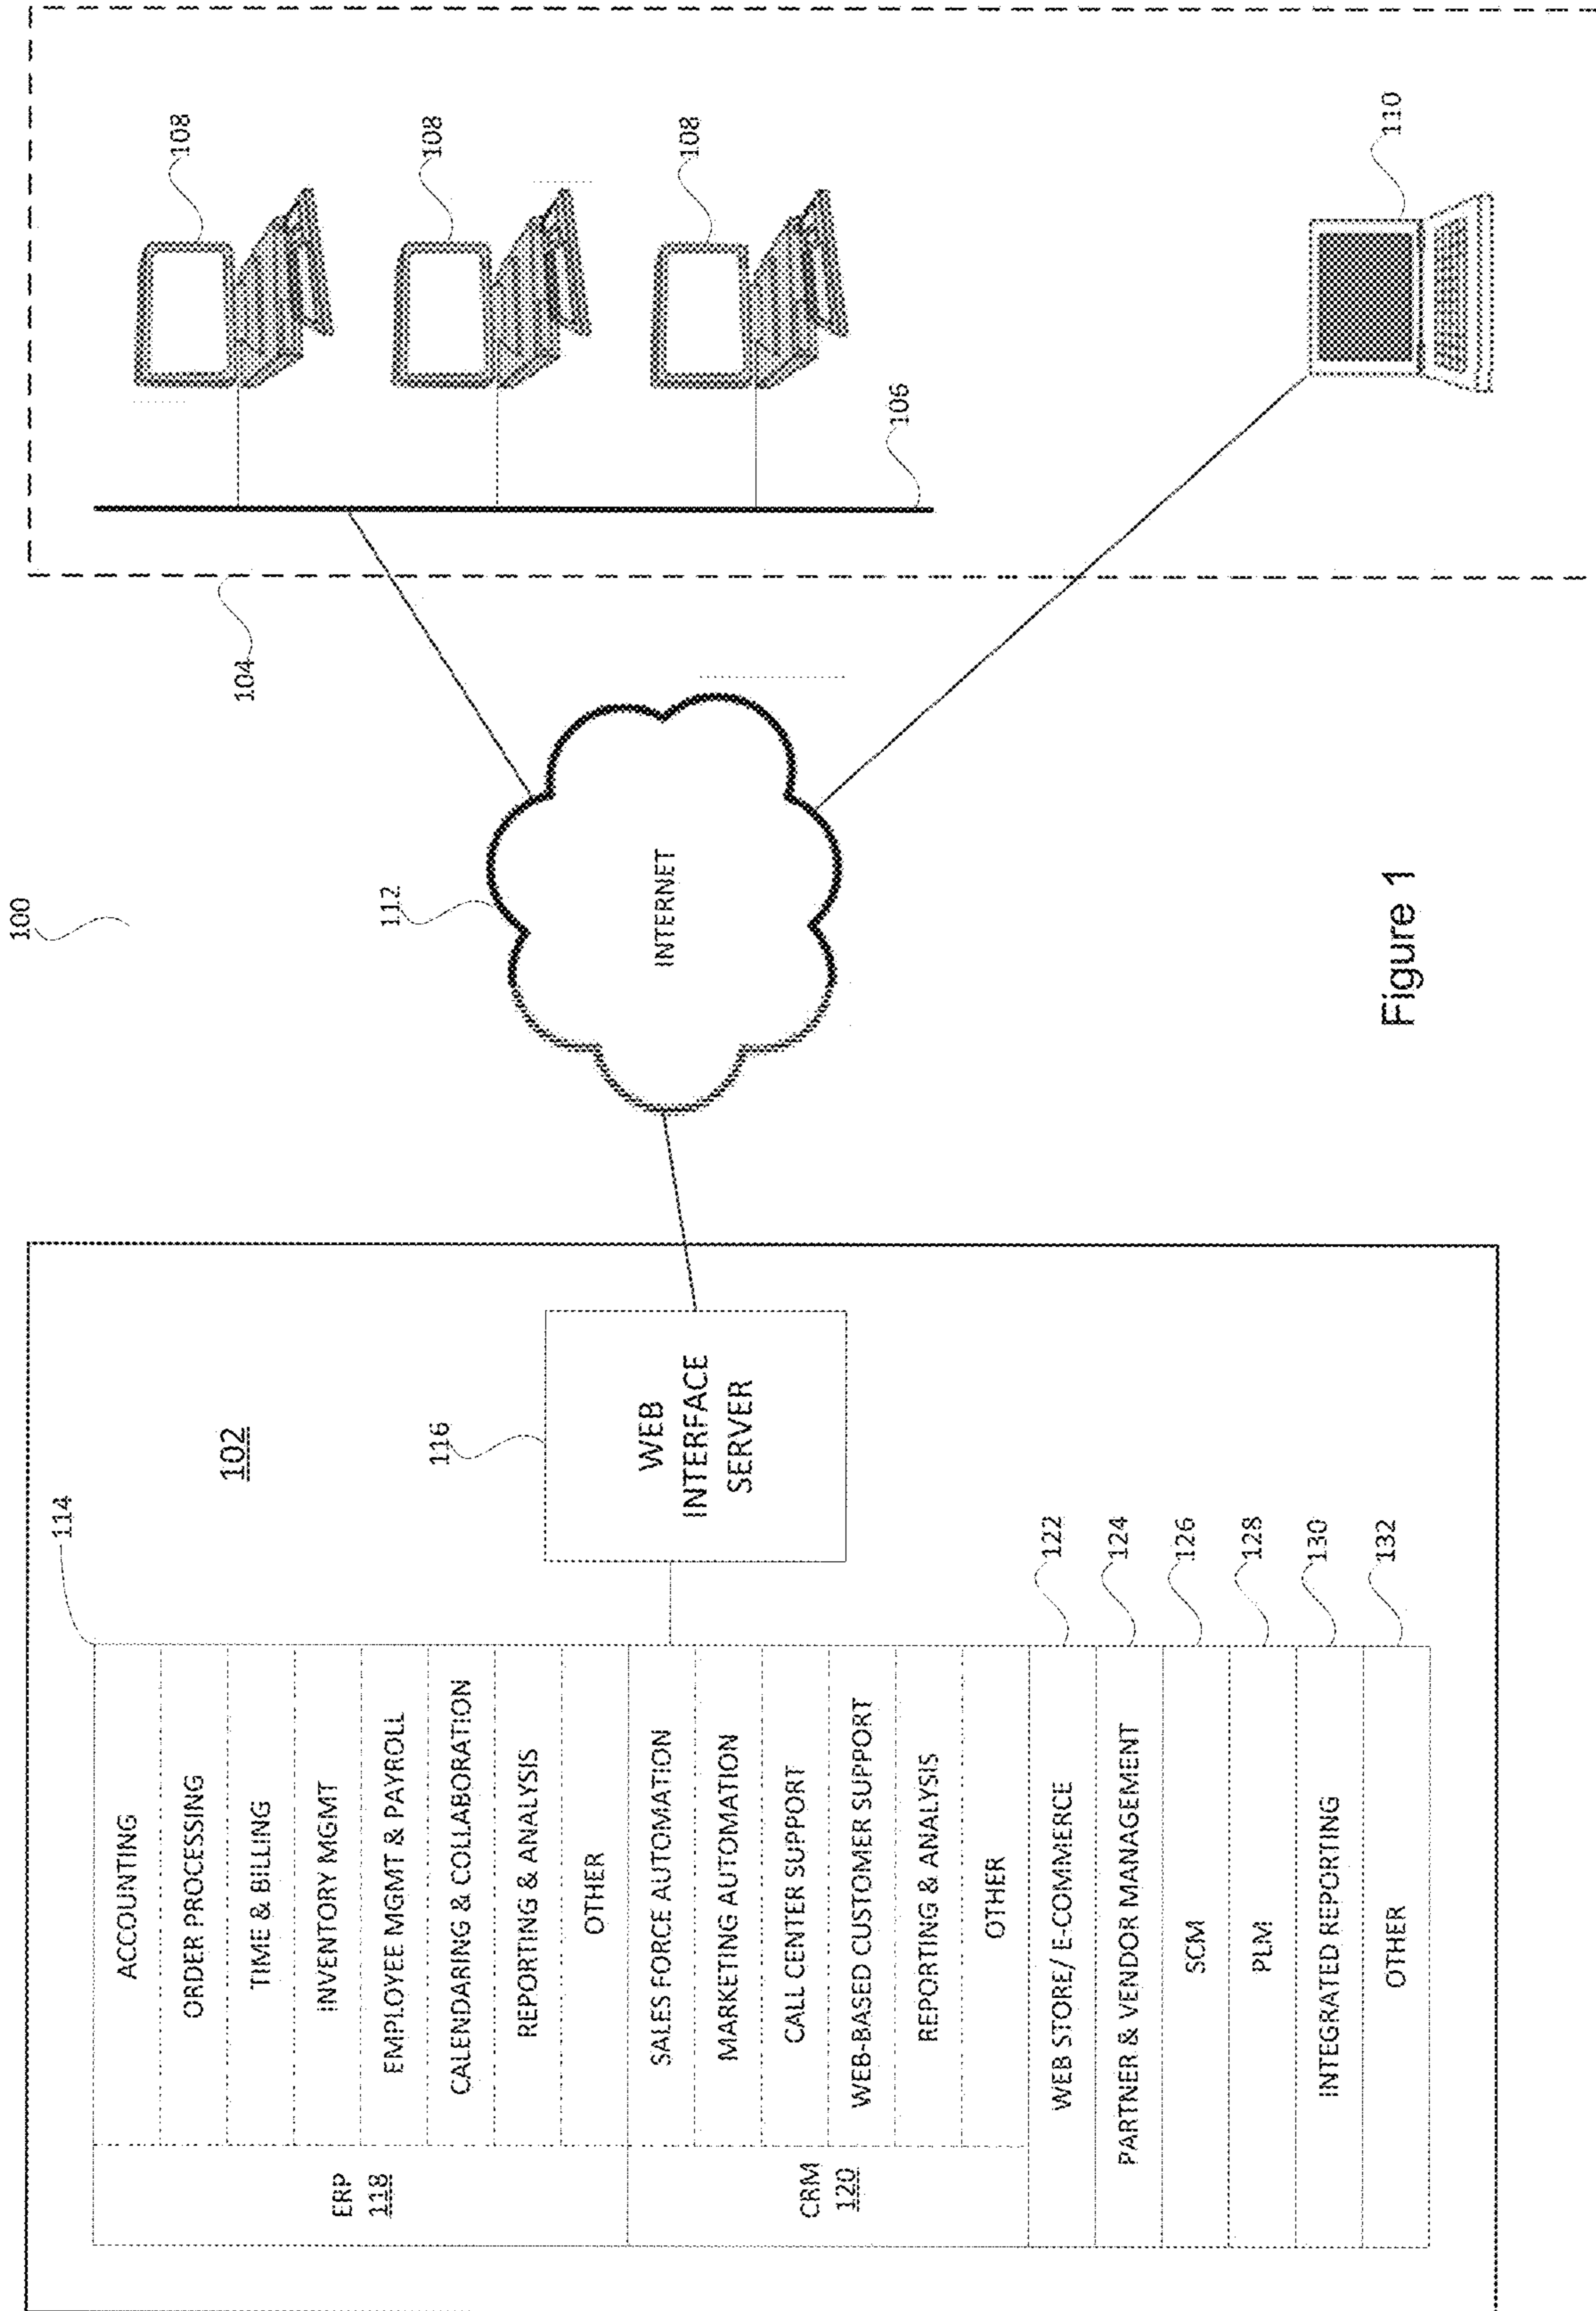 100
102
114
ERP
118
ACCOUNTING
ORDER PROCESSING
TIME & BILLING
INVENTORY MGMT
EMPLOYEE MGMT & PAYROLL
CALENDARING & COLLABORATION
REPORTING & ANALYSIS
OTHER
CRM
120
SALES FORCE AUTOMATION
MARKETING AUTOMATION
CALL CENTER SUPPORT
WEB-BASED CUSTOMER SUPPORT
REPORTING & ANALYSIS
OTHER
WEB STORE/ E-COMMERCE
122
PARTNER & VENDOR MANAGEMENT
124
SCM
126
PLM
128
INTEGRATED REPORTING
130
OTHER
132
116
WEB
INTERFACE
SERVER
112
INTERNET
104
108
108
108
106
110
Figure 1